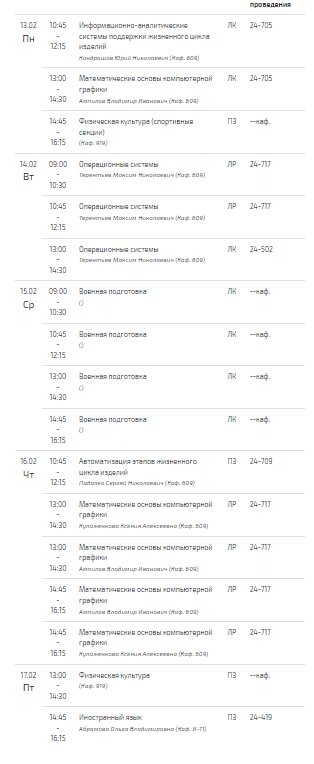 проведения
13.02
Пн
10:45
-
12:15
Информационно-аналитические
системы поддержки жизненного цикла
изделий
Кондрашов Юрий Николаевич (Каф. 609)
ЛК
24-705
13:00
-
14:30
Математические основы компьютерной
графики
Ампилов Владимир Иванович (Каф. 609)
ЛК
24-705
14:45
-
16:15
Физическая культура (спортивные
секции)
(Каф. 919)
ПЗ
--каф.
14.02
Вт
09:00
-
10:30
Операционные системы
Терентьев Максим Николаевич (Каф. 609)
ЛР
24-717
10:45
-
12:15
Операционные системы
Терентьев Максим Николаевич (Каф. 609)
ЛР
24-717
13:00
-
14:30
Операционные системы
Терентьев Максим Николаевич (Каф. 609)
ЛК
24-502
15.02
Ср
09:00
-
10:30
Военная подготовка
()
ЛК
--каф.
10:45
-
12:15
Военная подготовка
()
ЛК
--каф.
13:00
-
14:30
Военная подготовка
()
ЛК
--каф.
14:45
-
16:15
Военная подготовка
()
ЛК
--каф.
16.02
Чт
10:45
-
12:15
Автоматизация этапов жизненного
цикла изделий
Падалко Сергей Николаевич (Каф. 609)
ПЗ
24-709
13:00
-
14:30
Математические основы компьютерной
графики
Куляженкова Ксения Алексеевна (Каф. 609)
ЛР
24-717
13:00
-
14:30
Математические основы компьютерной
графики
Ампилов Владимир Иванович (Каф. 609)
ЛР
24-717
14:45
-
16:15
Математические основы компьютерной
графики
Ампилов Владимир Иванович (Каф. 609)
ЛР
24-717
14:45
-
16:15
Математические основы компьютерной
графики
Куляженкова Ксения Алексеевна (Каф. 609)
ЛР
24-717
17.02
Пт
13:00
-
14:30
Физическая культура
(Каф. 919)
ПЗ
--каф.
14:45
-
16:15
Иностранный язык
Абрамова Ольга Владимировна (Каф. И-11)
ПЗ
24-419